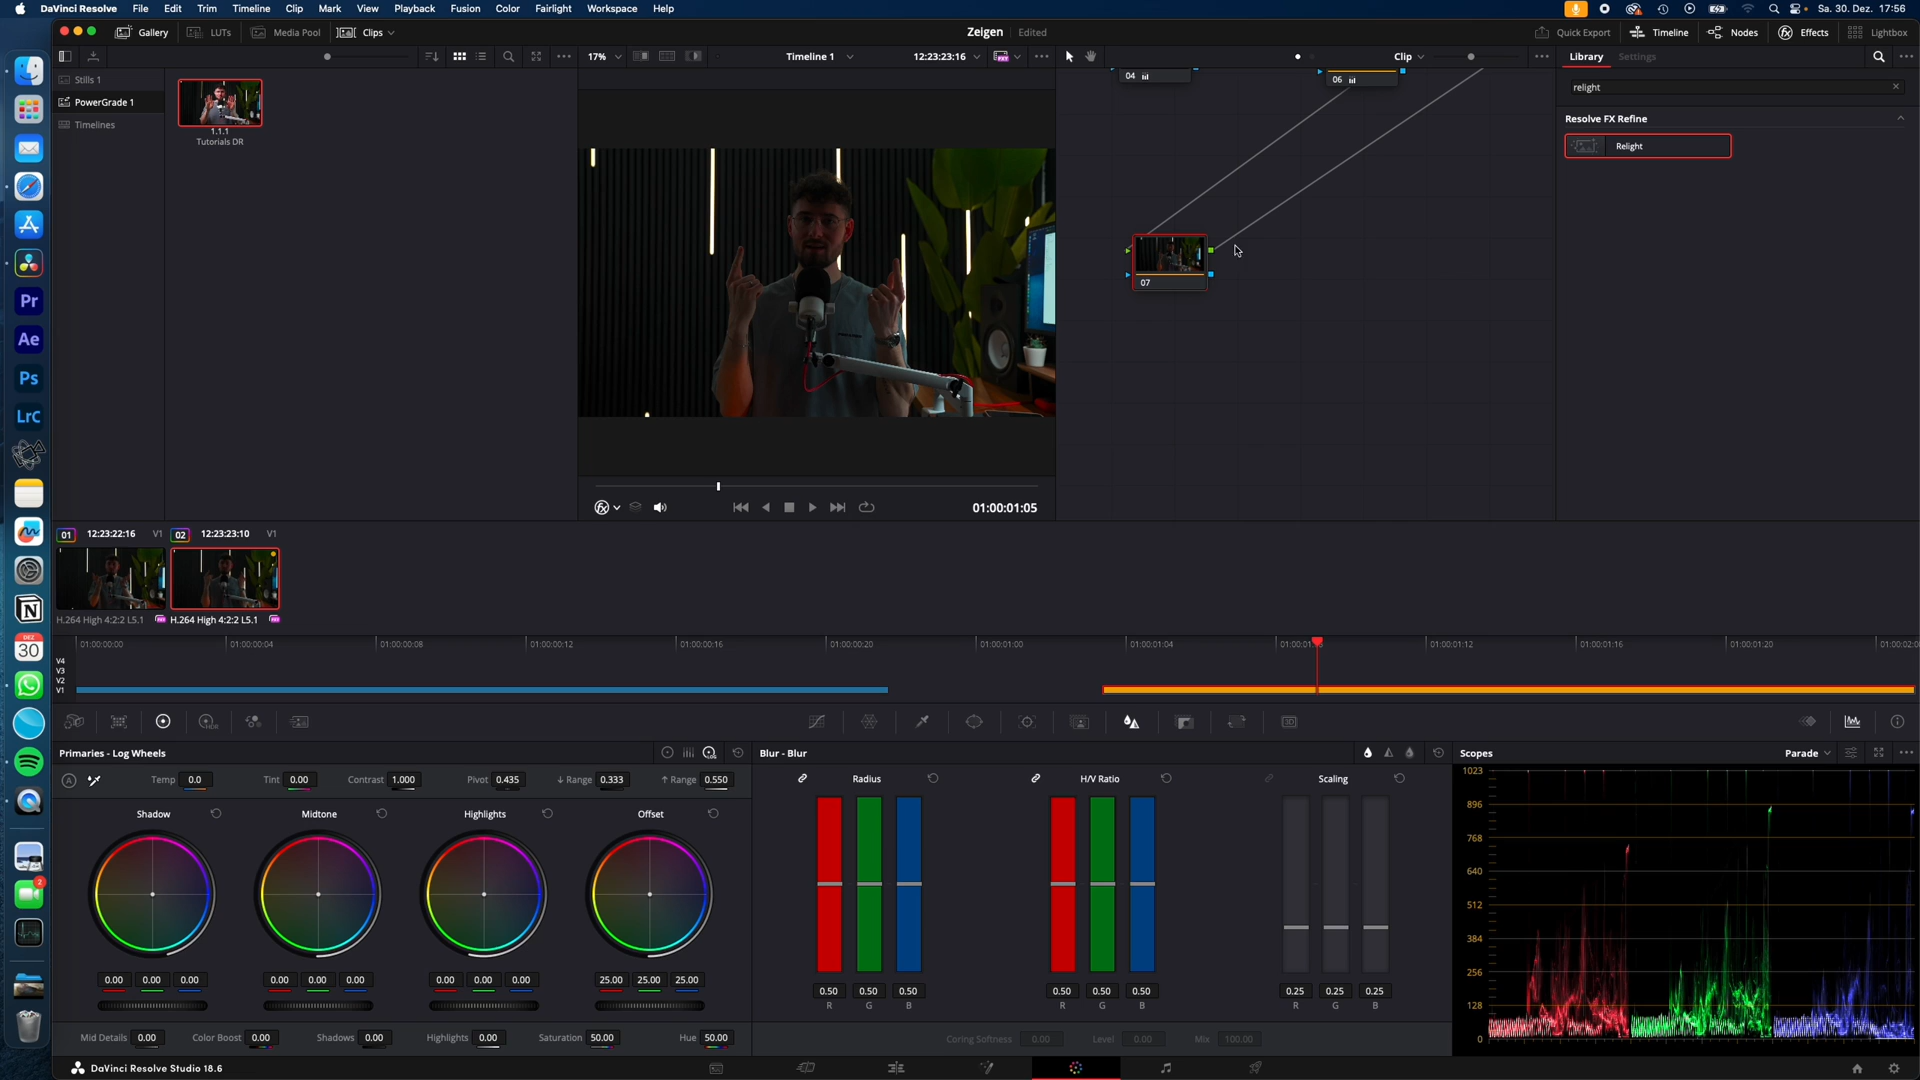 DaVinci Resolve File Edit Trim Timeline Clip Mark View Playback Fusion Color Fairlight Workspace Help Sa. 30. Dez. 17:56
Gallery LUTs Media Pool Clips Zeigen Edited Quick Export Timeline Nodes Effects Lightbox
17% Timeline 1 12:23:23:16 Clip Library Settings
Stills 1
PowerGrade 1
Timelines
1.1.1
Tutorials DR
04
06
07
relight
Resolve FX Refine
Relight
01:00:01:05
01 12:23:22:16 V1 02 12:23:23:10 V1
H.264 High 4:2:2 L5.1 H.264 High 4:2:2 L5.1
01:00:00:00 01:00:00:04 01:00:00:08 01:00:00:12 01:00:00:16 01:00:00:20 01:00:01:00 01:00:01:04 01:00:01:12 01:00:01:16 01:00:01:20
V4
V3
V2
V1
Primaries - Log Wheels Blur - Blur Scopes Parade
Temp 0.0 Tint 0.00 Contrast 1.000 Pivot 0.435 ↓ Range 0.333 ↑ Range 0.550 Radius H/V Ratio Scaling
Shadow Midtone Highlights Offset
0.00 0.00 0.00 0.00 0.00 0.00 0.00 0.00 0.00 25.00 25.00 25.00
0.50 0.50 0.50 0.50 0.50 0.50 0.25 0.25 0.25
R G B R G B R G B
Mid Details 0.00 Color Boost 0.00 Shadows 0.00 Highlights 0.00 Saturation 50.00 Hue 50.00
Coring Softness 0.00 Level 0.00 Mix 100.00
1023
896
768
640
512
384
256
128
0
DaVinci Resolve Studio 18.6
Pr
Ae
Ps
LrC
DEZ
30
2